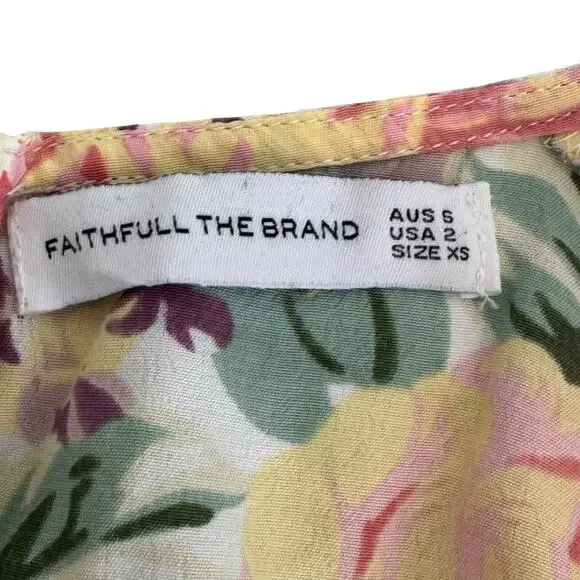 FAITHFULL THE BRAND
AUS 6
USA 2
SIZE XS